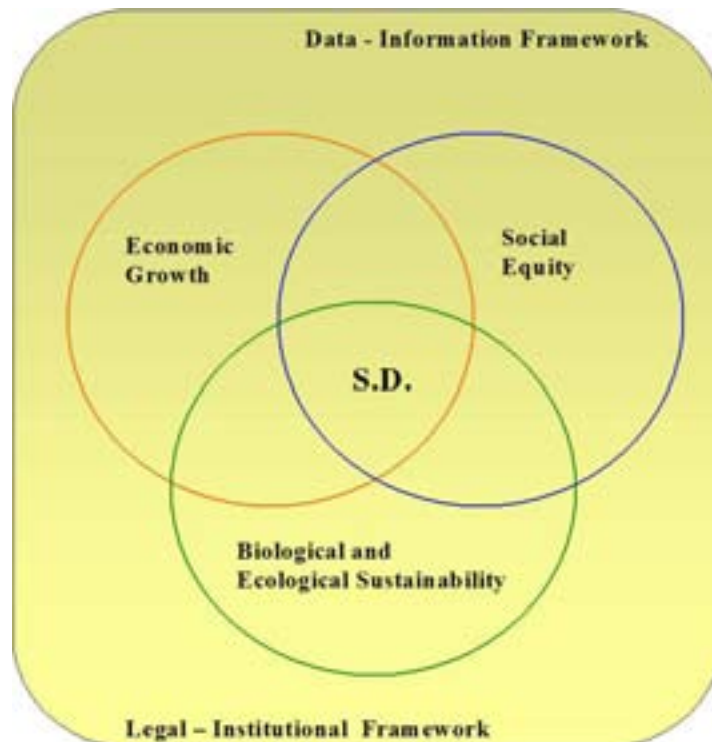 Data - Information Framework
Economic
Growth
Social
Equity
S.D.
Biological and
Ecological Sustainability
Legal – Institutional Framework